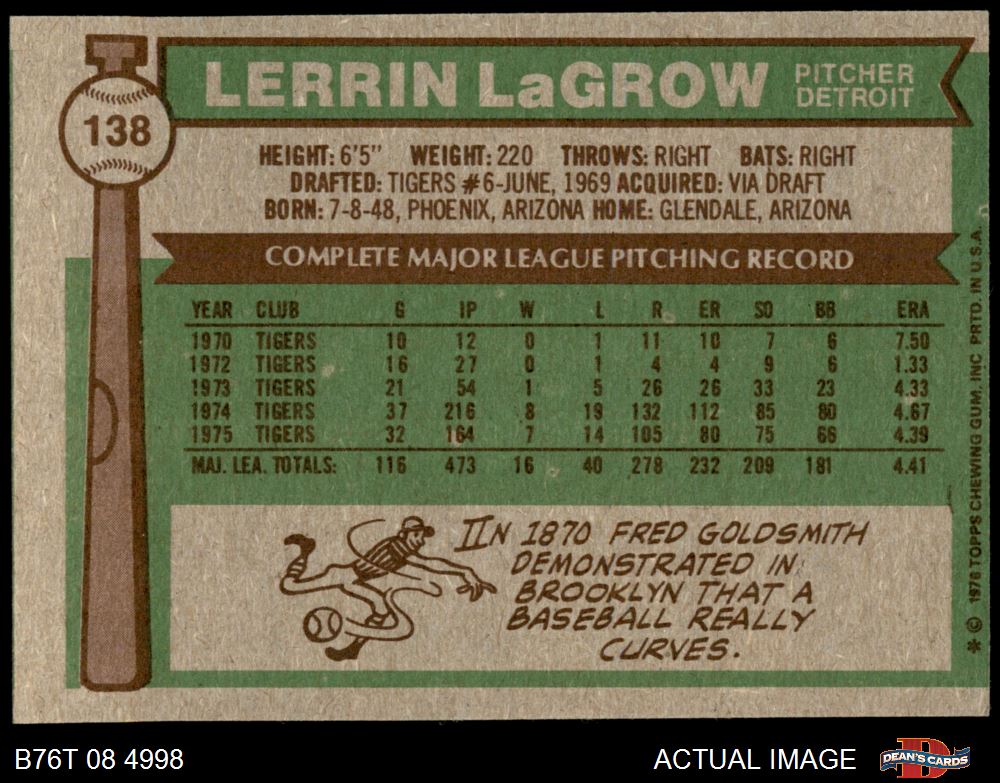 138
LERRIN LaGROW
PITCHER
DETROIT
HEIGHT: 6'5" WEIGHT: 220 THROWS: RIGHT BATS: RIGHT
DRAFTED: TIGERS #6-JUNE, 1969 ACQUIRED: VIA DRAFT
BORN: 7-8-48, PHOENIX, ARIZONA HOME: GLENDALE, ARIZONA
COMPLETE MAJOR LEAGUE PITCHING RECORD
YEAR CLUB G IP W L R ER SO BB ERA
1970 TIGERS 10 12 0 1 11 10 7 6 7.50
1972 TIGERS 16 27 0 1 4 4 9 6 1.33
1973 TIGERS 21 54 1 5 26 26 33 23 4.33
1974 TIGERS 37 216 8 19 132 112 85 80 4.67
1975 TIGERS 32 164 7 14 105 80 75 66 4.39
MAJ. LEA. TOTALS: 116 473 16 40 278 232 209 181 4.41
IN 1870 FRED GOLDSMITH
DEMONSTRATED IN
BROOKLYN THAT A
BASEBALL REALLY
CURVES.
* © 1976 TOPPS CHEWING GUM, INC. PRTD. IN U.S.A.
B76T 08 4998
ACTUAL IMAGE
D
DEAN'S CARDS